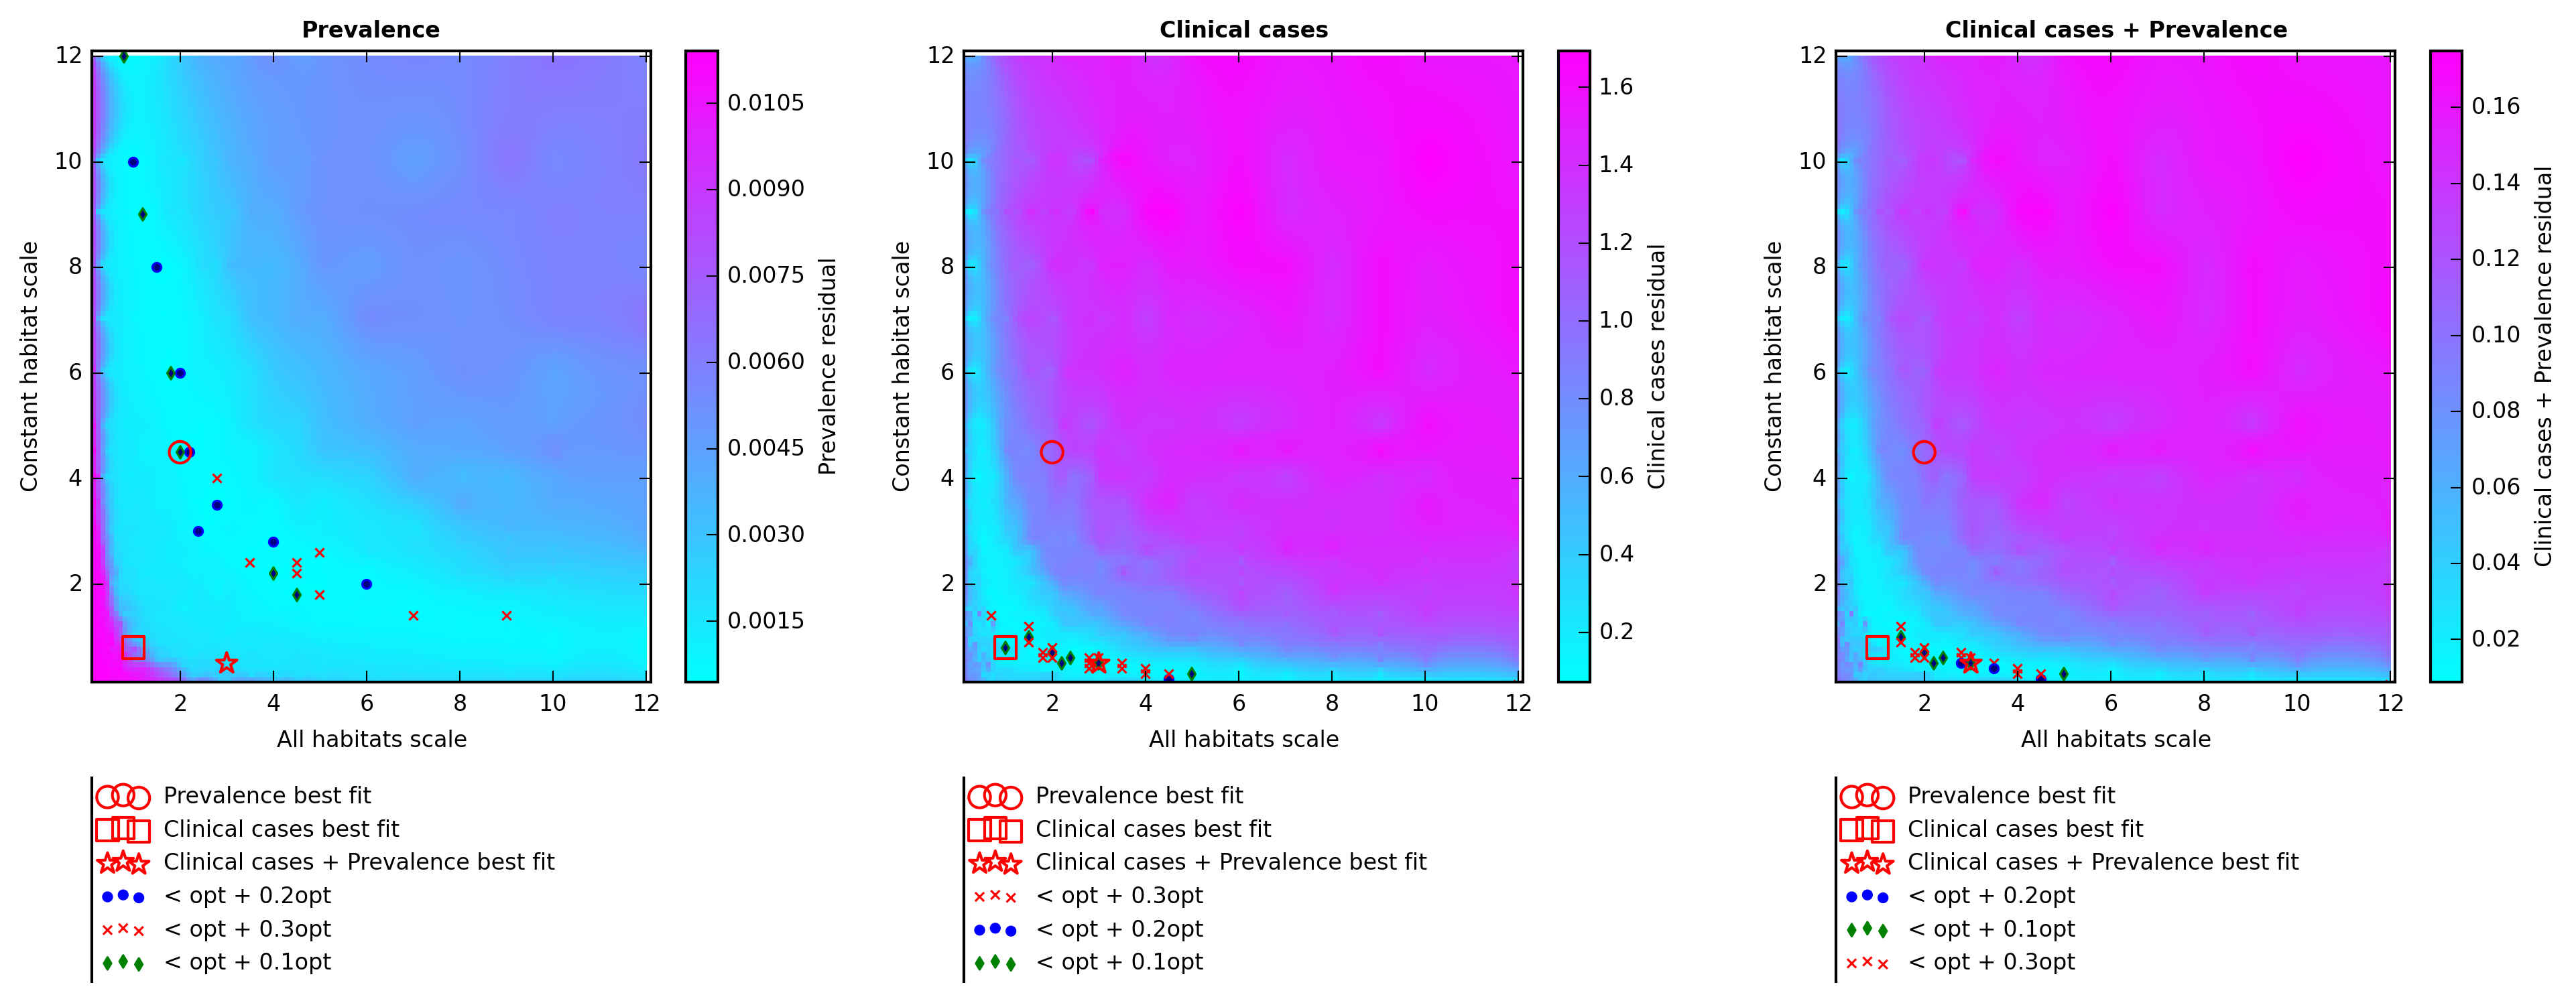 Prevalence
12
10
8
6
4
2
Constant habitat scale
2 4 6 8 10 12
All habitats scale
0.0105
0.0090
0.0075
0.0060
0.0045
0.0030
0.0015
Prevalence residual
Prevalence best fit
Clinical cases best fit
Clinical cases + Prevalence best fit
< opt + 0.2opt
< opt + 0.3opt
< opt + 0.1opt
Clinical cases
12
10
8
6
4
2
Constant habitat scale
2 4 6 8 10 12
All habitats scale
1.6
1.4
1.2
1.0
0.8
0.6
0.4
0.2
Clinical cases residual
Prevalence best fit
Clinical cases best fit
Clinical cases + Prevalence best fit
< opt + 0.3opt
< opt + 0.2opt
< opt + 0.1opt
Clinical cases + Prevalence
12
10
8
6
4
2
Constant habitat scale
2 4 6 8 10 12
All habitats scale
0.16
0.14
0.12
0.10
0.08
0.06
0.04
0.02
Clinical cases + Prevalence residual
Prevalence best fit
Clinical cases best fit
Clinical cases + Prevalence best fit
< opt + 0.2opt
< opt + 0.1opt
< opt + 0.3opt